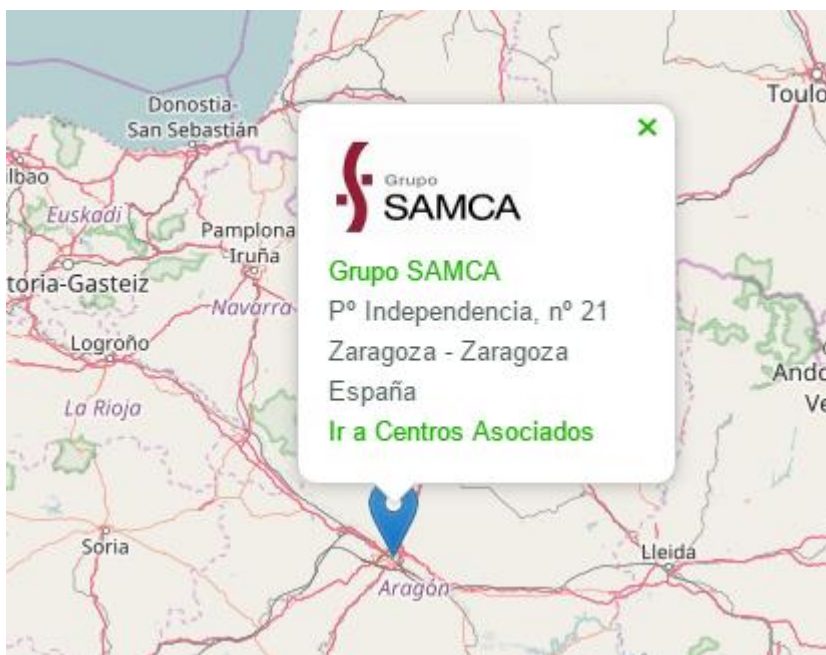 Donostia-
San Sebastián
Toulo
lbao
Euskadi
Pamplona
Iruña
toria-Gasteiz
Navarra
Logroño
La Rioja
Soria
Aragón
Lleida
Ando
Ve
×
Grupo
SAMCA
Grupo SAMCA
Pº Independencia, nº 21
Zaragoza - Zaragoza
España
Ir a Centros Asociados